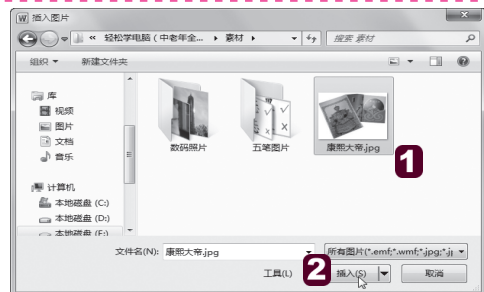 插入图片
« 轻松学电脑(中老年全... ▸ 素材 ▸
搜索 素材
组织 ▼ 新建文件夹
库
视频
图片
文档
音乐
计算机
本地磁盘 (C:)
本地磁盘 (D:)
本地磁盘 (E:)
数码照片
五笔图片
康熙大帝.jpg
1
文件名(N): 康熙大帝.jpg
所有图片(*.emf;*.wmf;*.jpg;*.j
工具(L)
2
插入(S)
取消